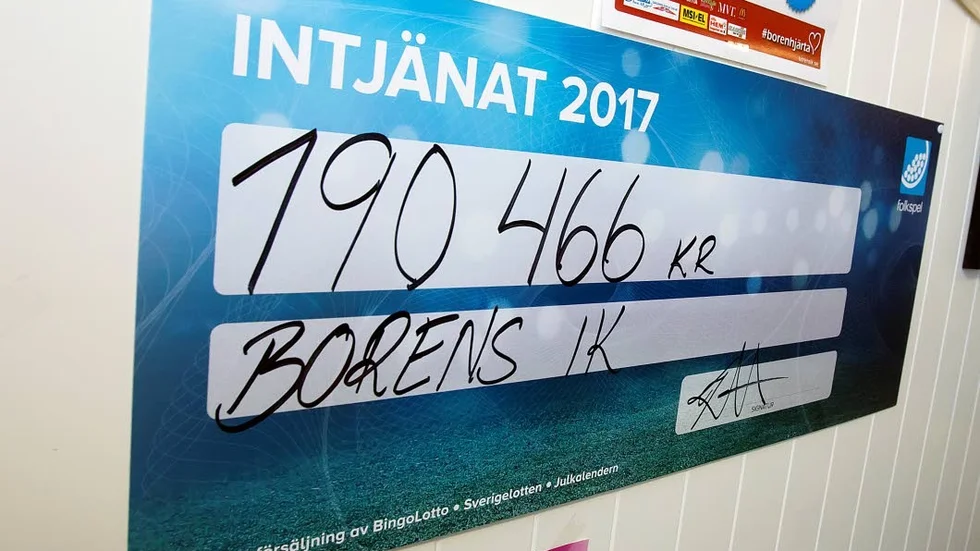 #borenhjärta
INTJÄNAT 2017
folkspel
190 466 KR
BORENS IK
SIGNATUR
försäljning av BingoLotto • Sverigelotten • Julkalendern